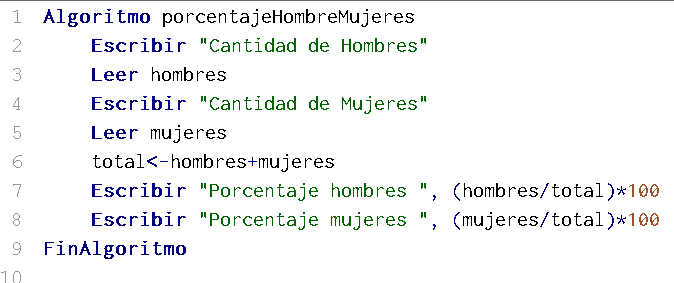 1 Algoritmo porcentajeHombreMujeres
2 Escribir "Cantidad de Hombres"
3 Leer hombres
4 Escribir "Cantidad de Mujeres"
5 Leer mujeres
6 total<-hombres+mujeres
7 Escribir "Porcentaje hombres ", (hombres/total)*100
8 Escribir "Porcentaje mujeres ", (mujeres/total)*100
9 FinAlgoritmo
10